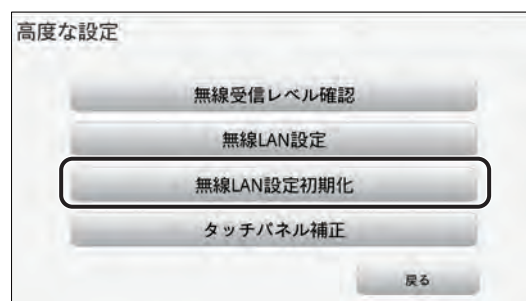 高度な設定
無線受信レベル確認
無線LAN設定
無線LAN設定初期化
タッチパネル補正
戻る